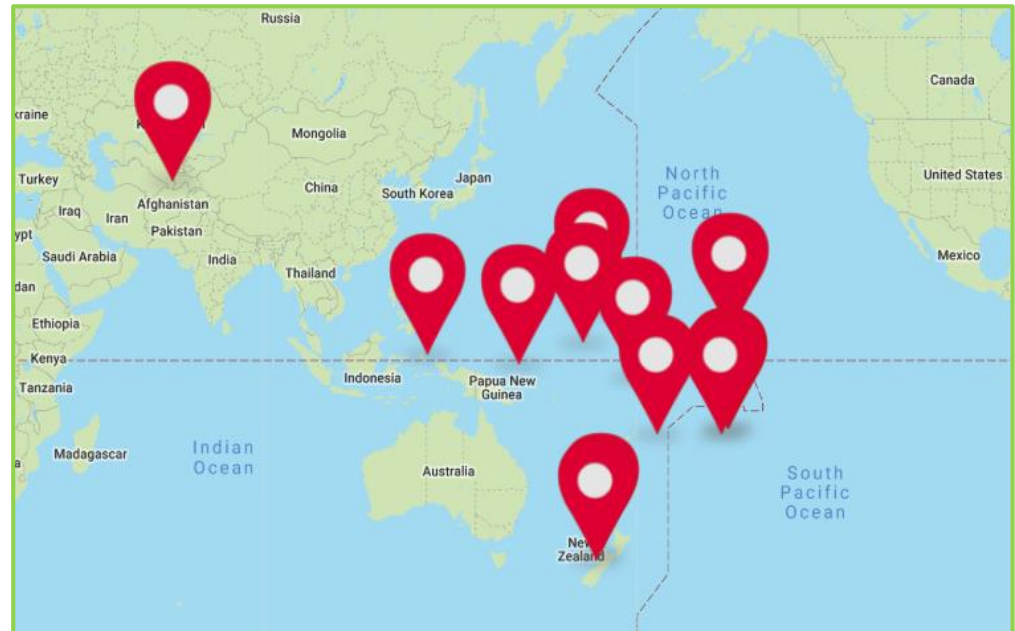 Russia
Canada
kraine
Mongolia
Turkey
China
South Korea
Japan
North
Pacific
Ocean
United States
Afghanistan
Iraq
Iran
Pakistan
ypt
Saudi Arabia
India
Mexico
Thailand
dan
Ethiopia
Kenya
Indonesia
Papua New
Guinea
Tanzania
Madagascar
Indian
Ocean
Australia
South
Pacific
Ocean
New
Zealand